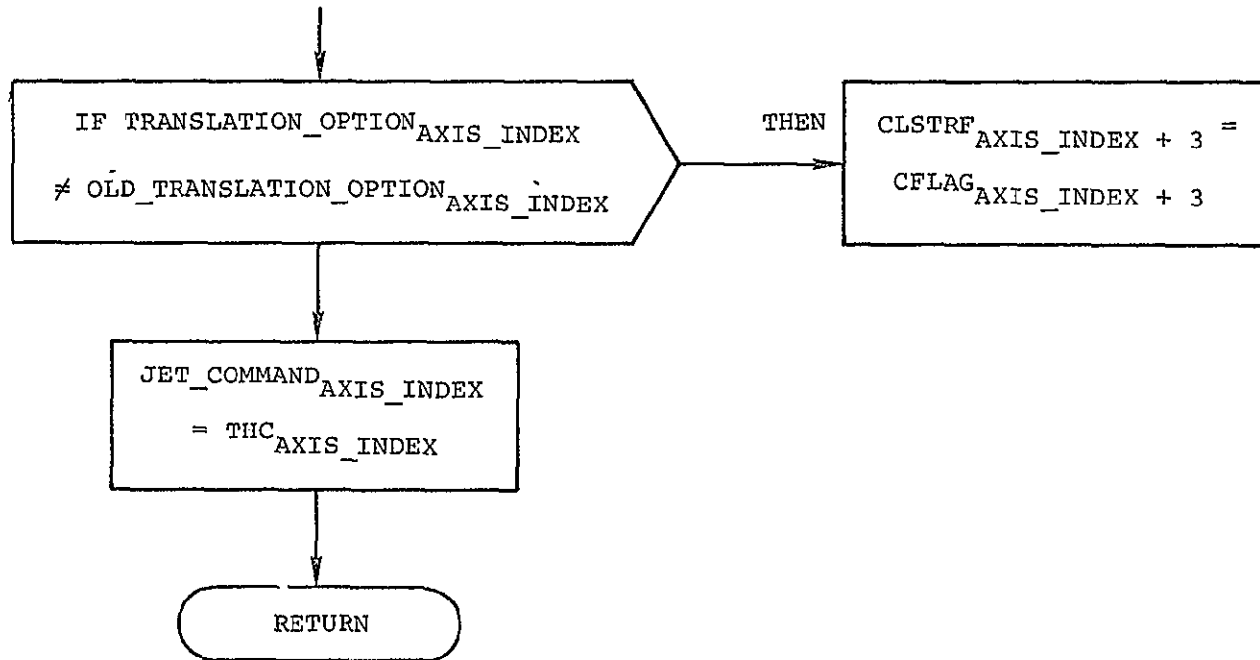 IF TRANSLATION_OPTION AXIS_INDEX
≠ OLD_TRANSLATION_OPTION AXIS_INDEX
THEN
CLSTRF AXIS_INDEX + 3 =
CFLAG AXIS_INDEX + 3
JET_COMMAND AXIS_INDEX
= THC AXIS_INDEX
RETURN